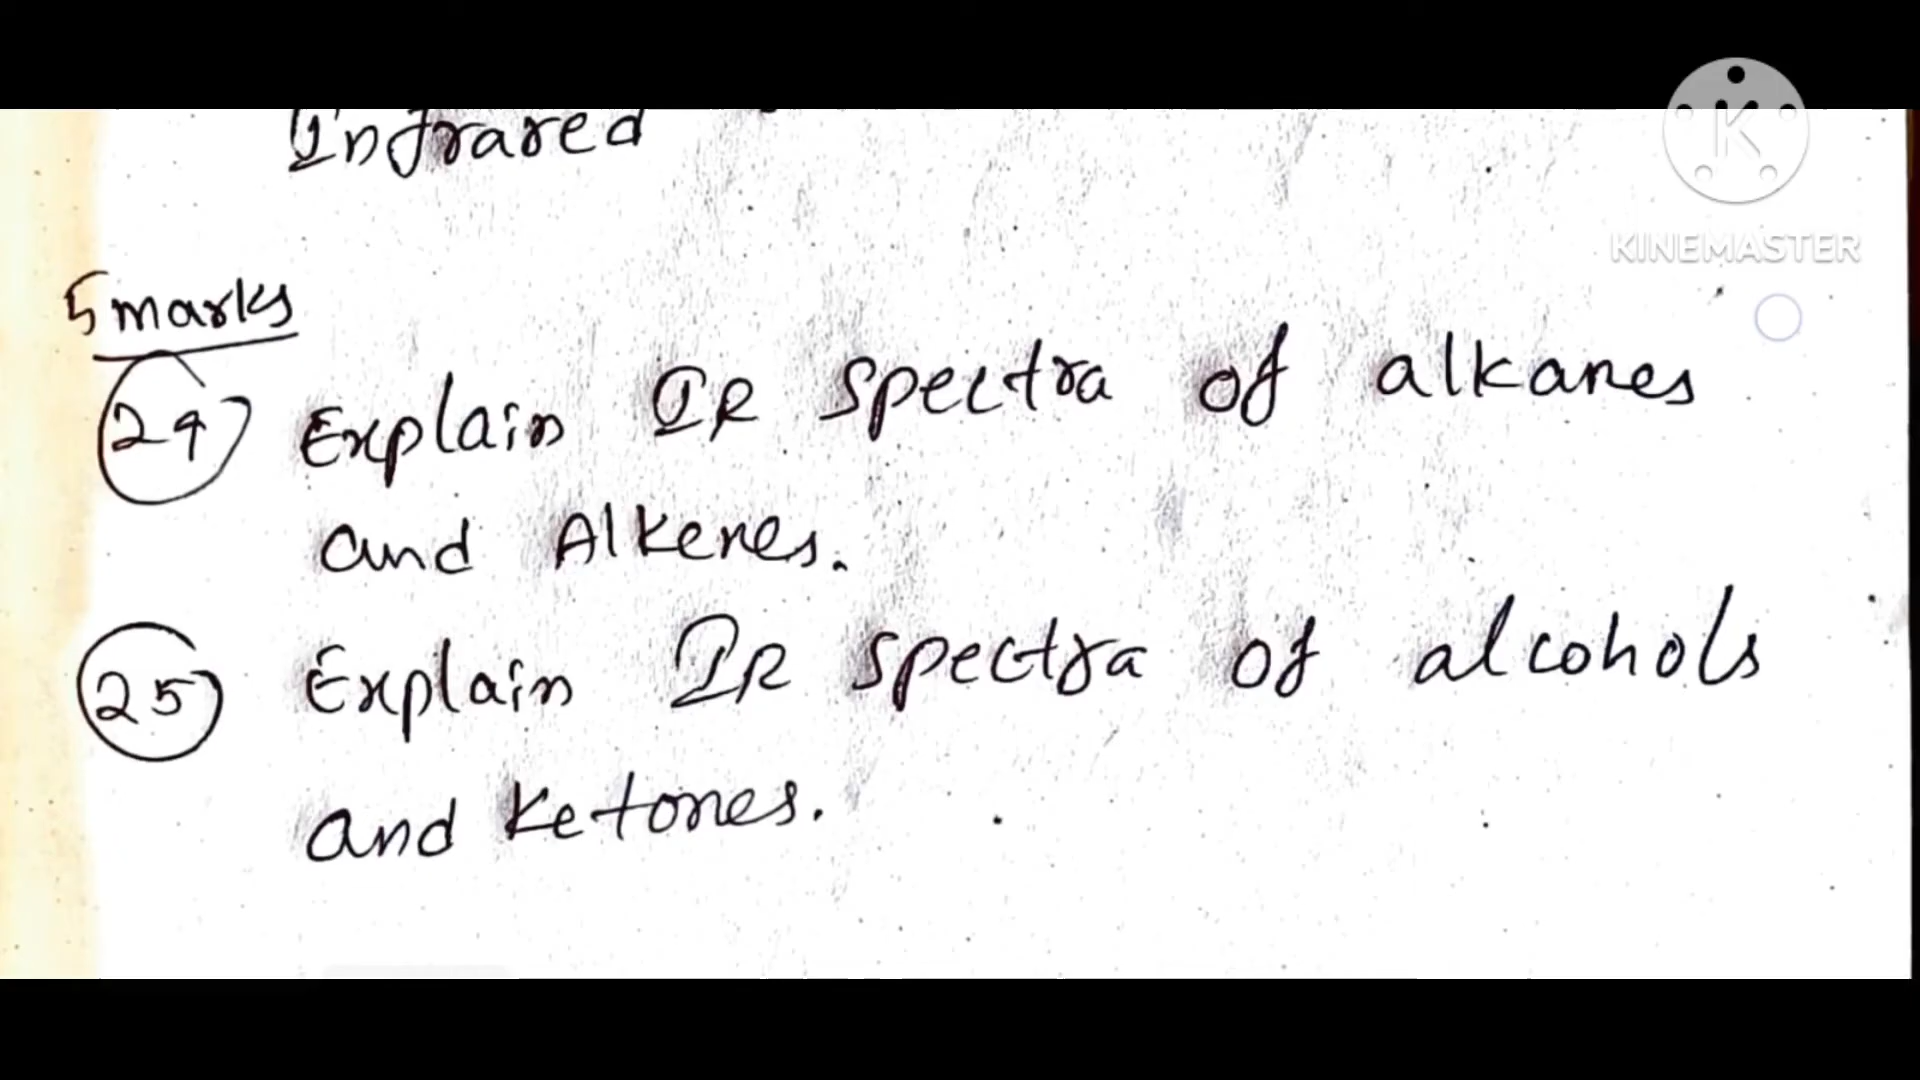 Infrared
KINEMASTER
5 marks
24 Explain IR spectra of alkanes
and Alkenes.
25 Explain IR spectra of alcohols
and Ketones.